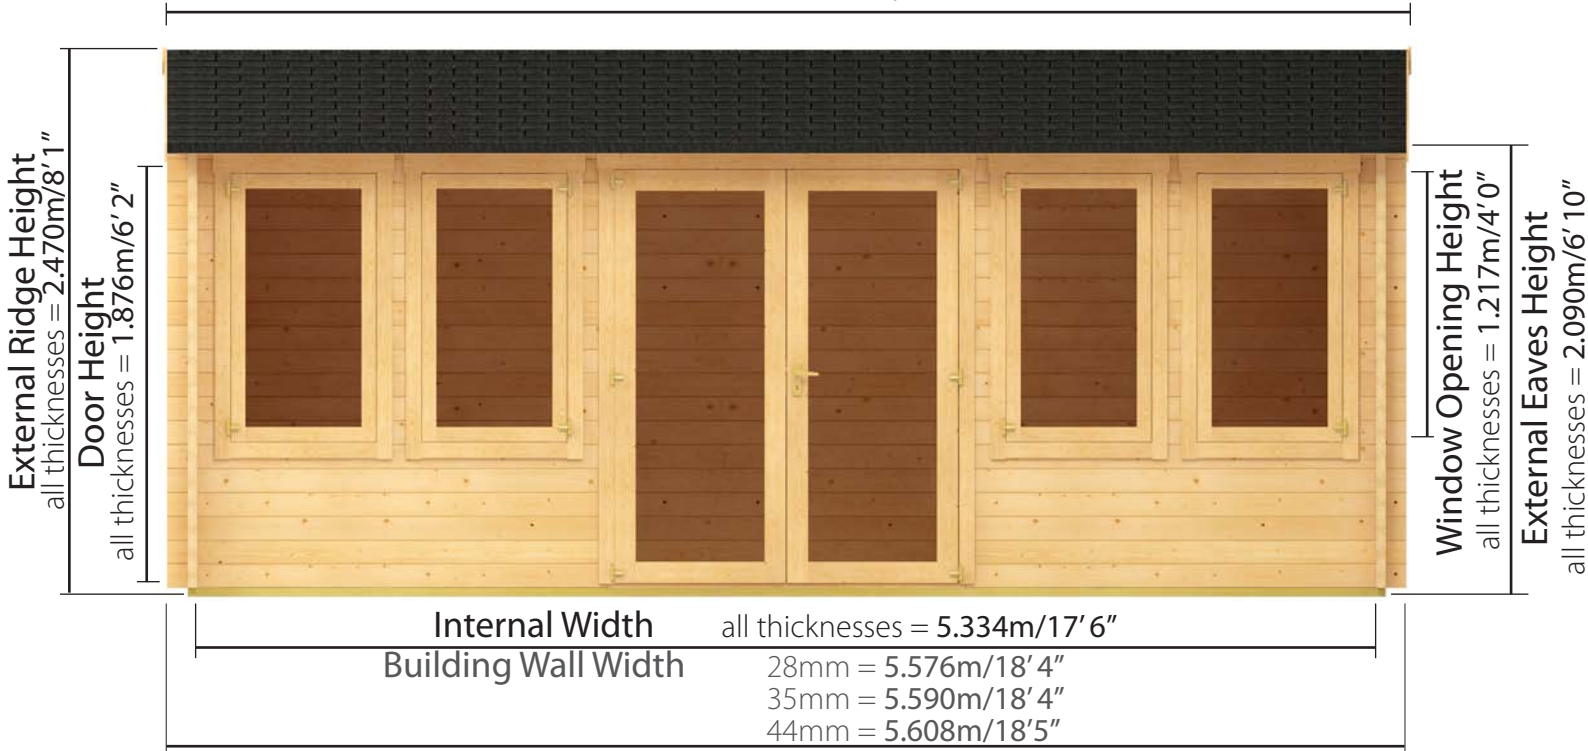 External Ridge Height
all thicknesses = 2.470m/8' 1"
Door Height
all thicknesses = 1.876m/6' 2"
Window Opening Height
all thicknesses = 1.217m/4' 0"
External Eaves Height
all thicknesses = 2.090m/6' 10"
Internal Width all thicknesses = 5.334m/17' 6"
Building Wall Width 28mm = 5.576m/18' 4"
35mm = 5.590m/18' 4"
44mm = 5.608m/18'5"